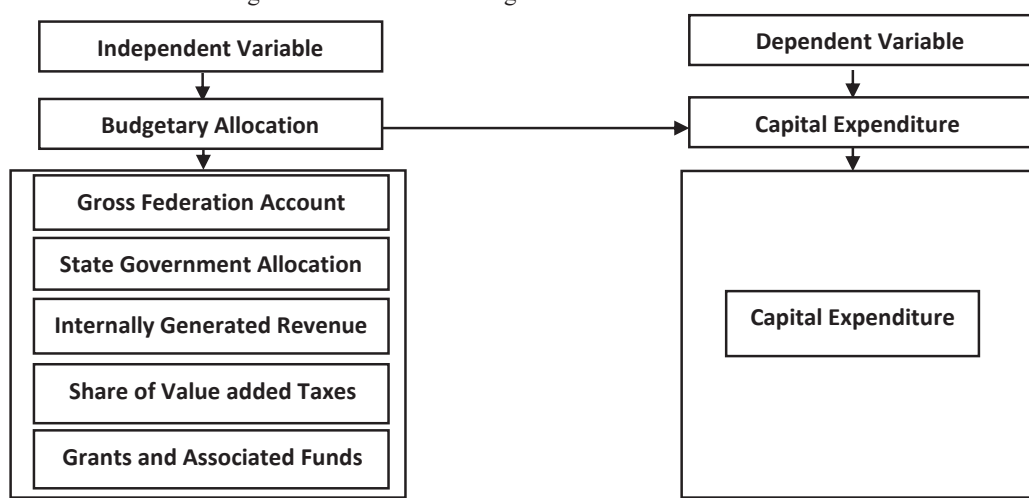 Independent Variable
Dependent Variable
Budgetary Allocation
Capital Expenditure
Gross Federation Account
State Government Allocation
Internally Generated Revenue
Share of Value added Taxes
Grants and Associated Funds
Capital Expenditure